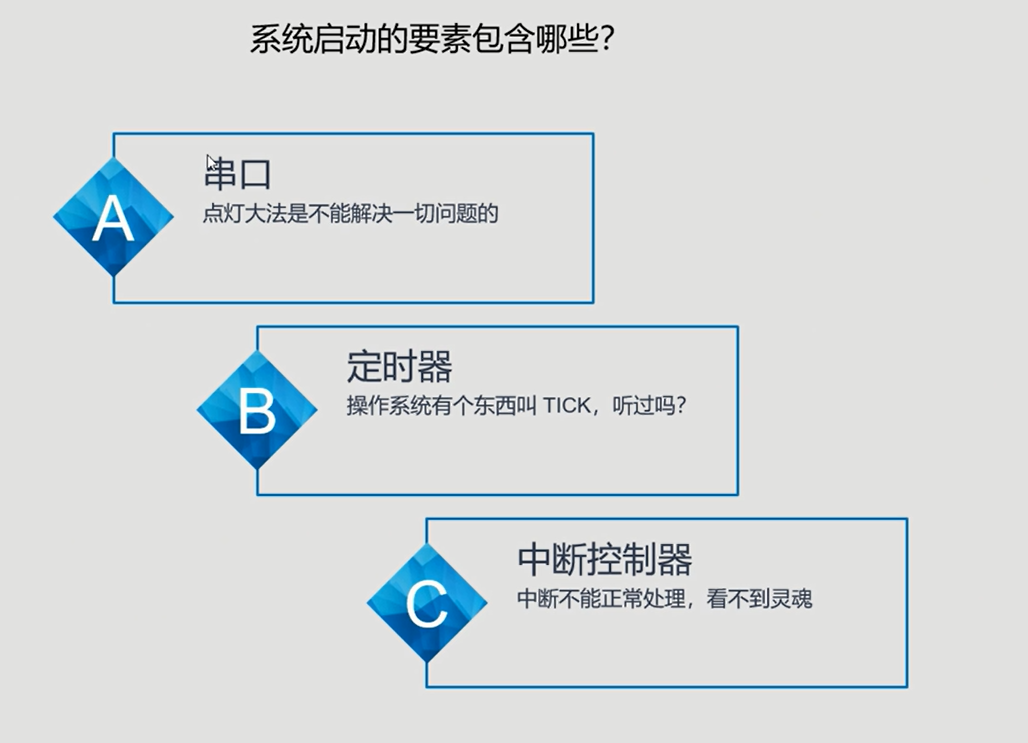 系统启动的要素包含哪些？
A
串口
点灯大法是不能解决一切问题的
B
定时器
操作系统有个东西叫 TICK，听过吗？
C
中断控制器
中断不能正常处理，看不到灵魂